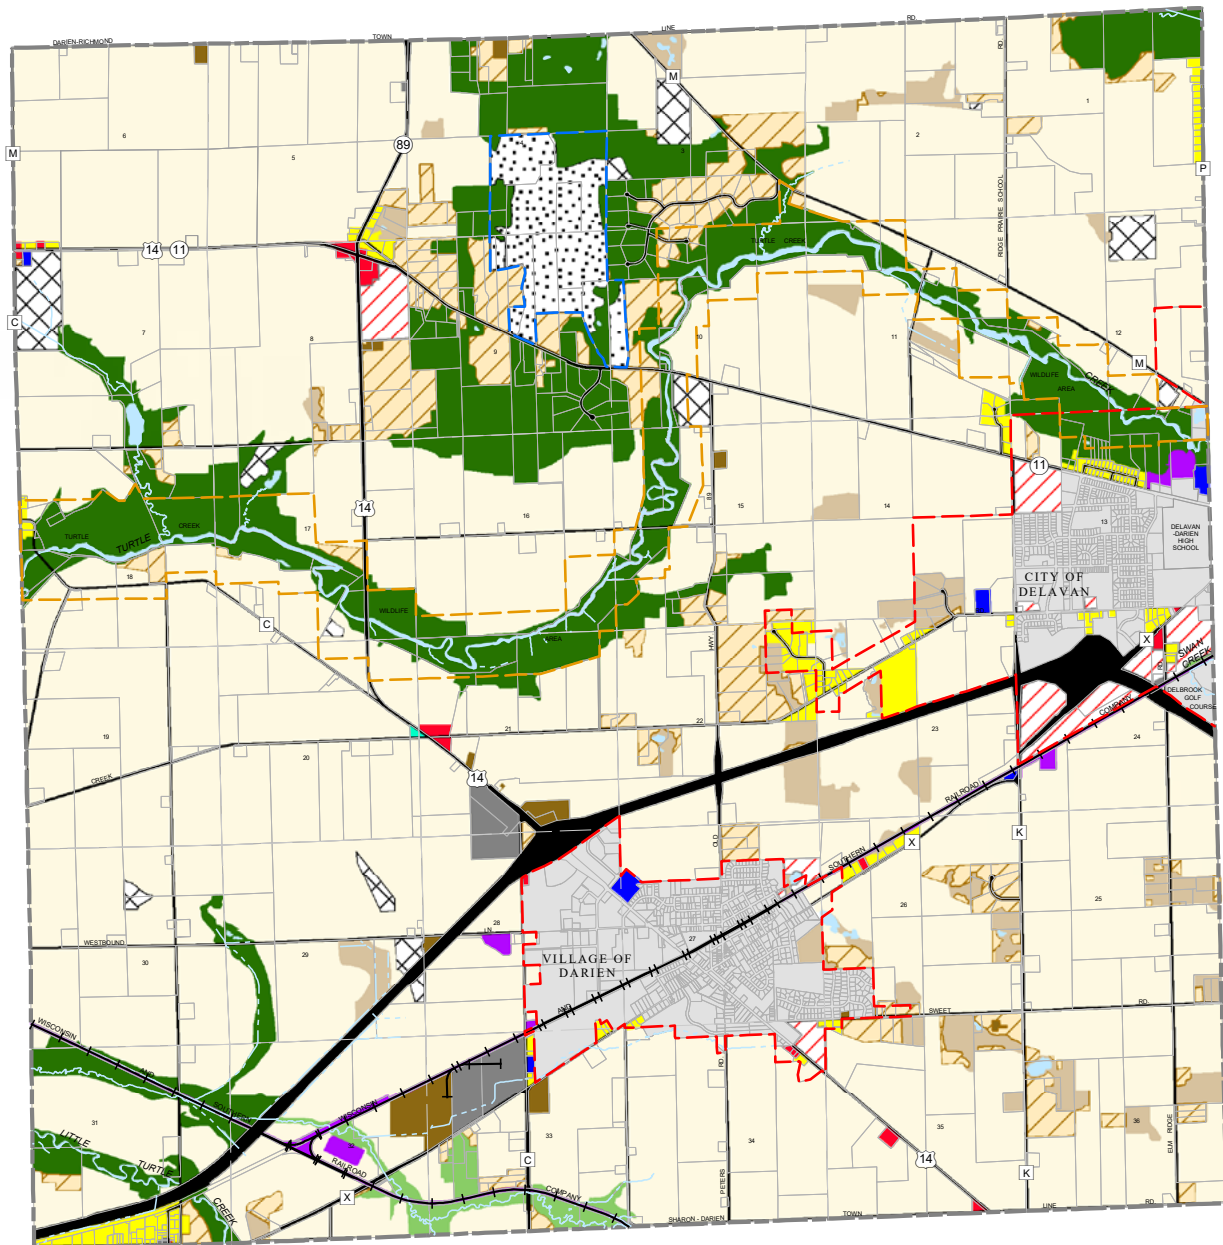 DARIEN-RICHMOND
TOWN
LINE
RD.
M
RD.
1
6
5
89
2
3
M
RIDGE PRAIRIE SCHOOL
P
14
11
TURTLE
CREEK
C
7
8
9
10
11
12
M
WILDLIFE
AREA
CREEK
11
14
89
15
14
16
17
13
TURTLE
CREEK
TURTLE
18
DELAVAN
-DARIEN
HIGH
SCHOOL
CITY OF
DELAVAN
C
WILDLIFE
AREA
HWY
X
RD.
SWAN
CREEK
DELBROOK
GOLF
COURSE
COMPANY
19
20
21
22
23
24
CREEK
14
RAILROAD
OLD
SOUTHERN
X
K
25
26
27
28
LN.
WESTBOUND
29
30
VILLAGE OF
DARIEN
AND
SWEET
RD.
WISCONSIN
AND
SOUTHERN
WISCONSIN
31
LITTLE
TURTLE
CREEK
RAILROAD
X
COMPANY
C
33
34
35
36
RD.
PETERS
14
K
ELM RIDGE
SHARON - DARIEN
TOWN
LINE
RD.